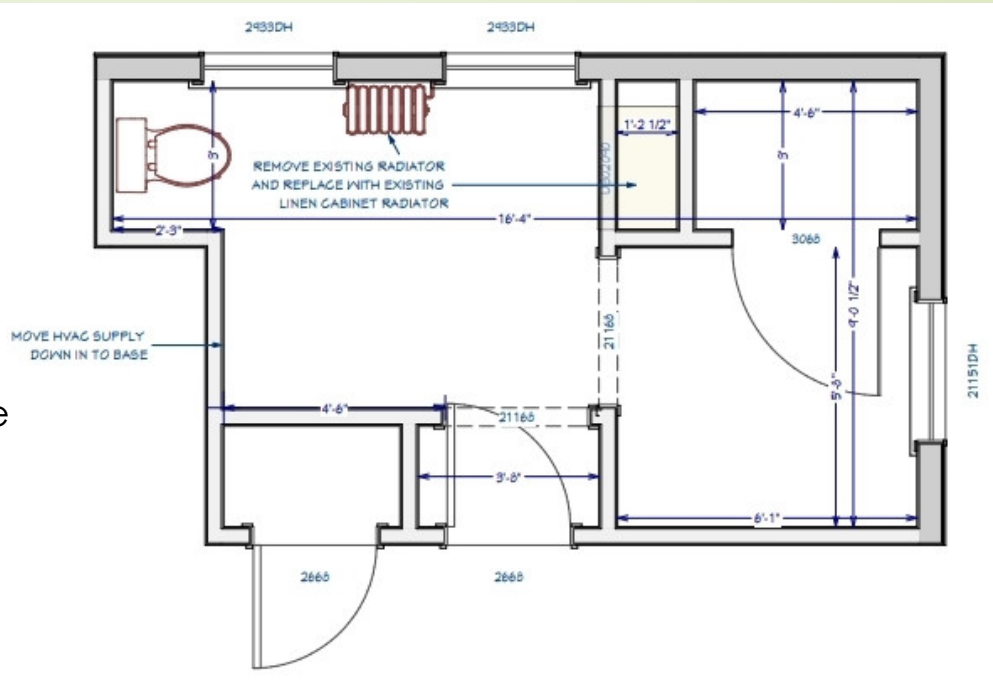 2933DH
2933DH
4'-6"
1'-2 1/2"
3'
3'
REMOVE EXISTING RADIATOR
AND REPLACE WITH EXISTING
LINEN CABINET RADIATOR
16'-4"
2'-3"
3068
9'-0 1/2"
MOVE HVAC SUPPLY
DOWN IN TO BASE
21168
21151DH
5'-8"
e
4'-6"
21168
3'-8"
6'-1"
2668
2668